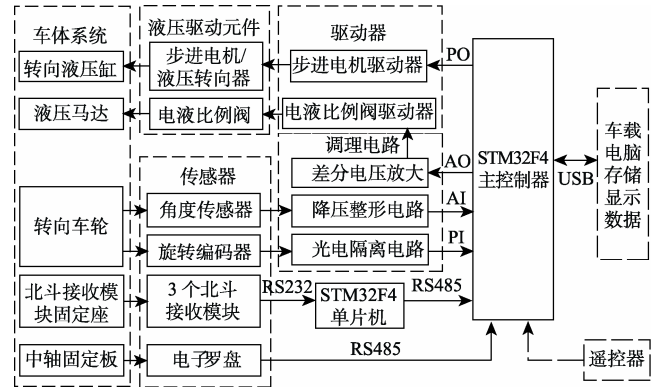 车体系统
转向液压缸
液压马达
转向车轮
北斗接收模
块固定座
中轴固定板
液压驱动元件
步进电机/
液压转向器
电液比例阀
传感器
角度传感器
旋转编码器
3个北斗
接收模块
电子罗盘
驱动器
步进电机驱动器
电液比例阀驱动器
调理电路
差分电压放大
降压整形电路
光电隔离电路
RS232
STM32F4
单片机
RS485
RS485
PO
AO
AI
PI
STM32F4
主控制器
USB
车载
电脑
存储
显示
数据
遥控器